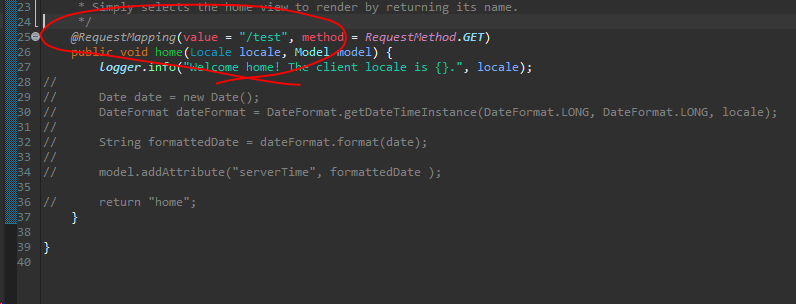 23 * Simply selects the home view to render by returning its name.
24 */
25 @RequestMapping(value = "/test", method = RequestMethod.GET)
26 public void home(Locale locale, Model model) {
27 logger.info("Welcome home! The client locale is {}.", locale);
28 //
29 // Date date = new Date();
30 // DateFormat dateFormat = DateFormat.getDateTimeInstance(DateFormat.LONG, DateFormat.LONG, locale);
31 //
32 // String formattedDate = dateFormat.format(date);
33 //
34 // model.addAttribute("serverTime", formattedDate );
35
36 // return "home";
37 }
38
39 }
40